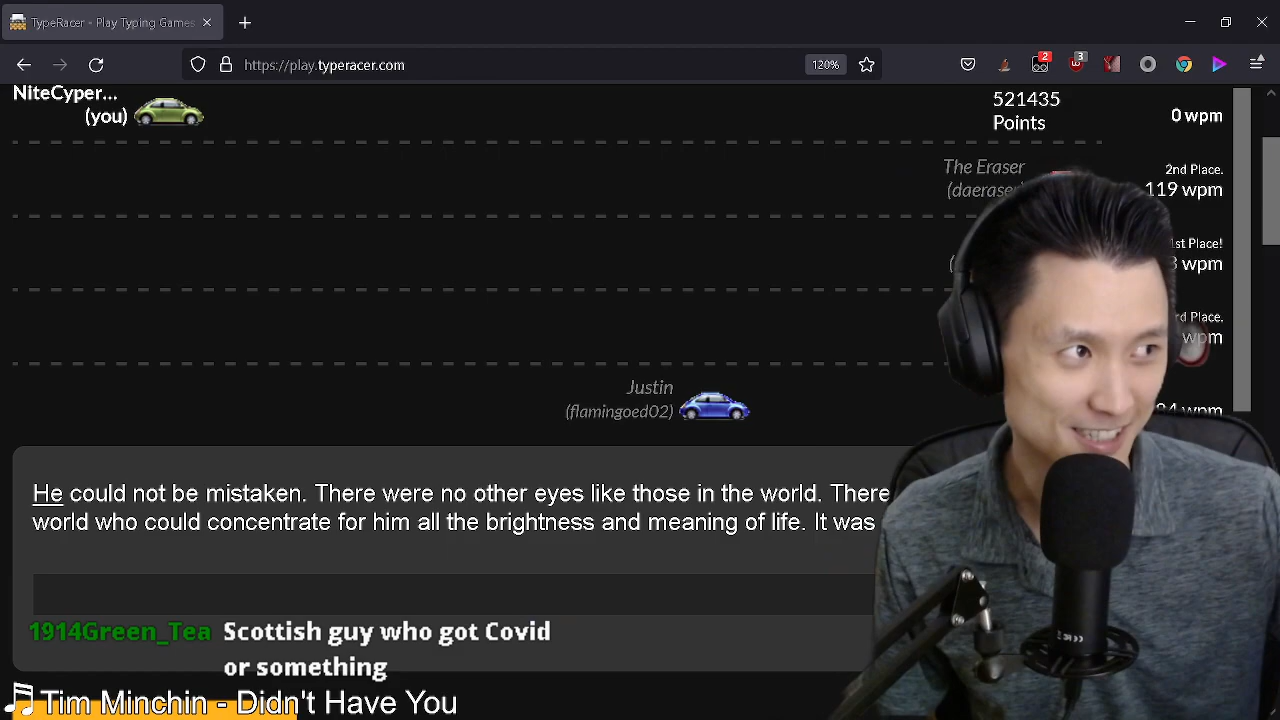 TypeRacer - Play Typing Games
https://play.typeracer.com
120%
2
3
NiteCyper...
(you)
521435
Points
0 wpm
The Eraser
2nd Place.
119 wpm
wpm
Justin
(flamingoed02)
He could not be mistaken. There were no other eyes like those in the world. There
world who could concentrate for him all the brightness and meaning of life. It was
1914Green_Tea Scottish guy who got Covid
or something
Tim Minchin - Didn't Have You